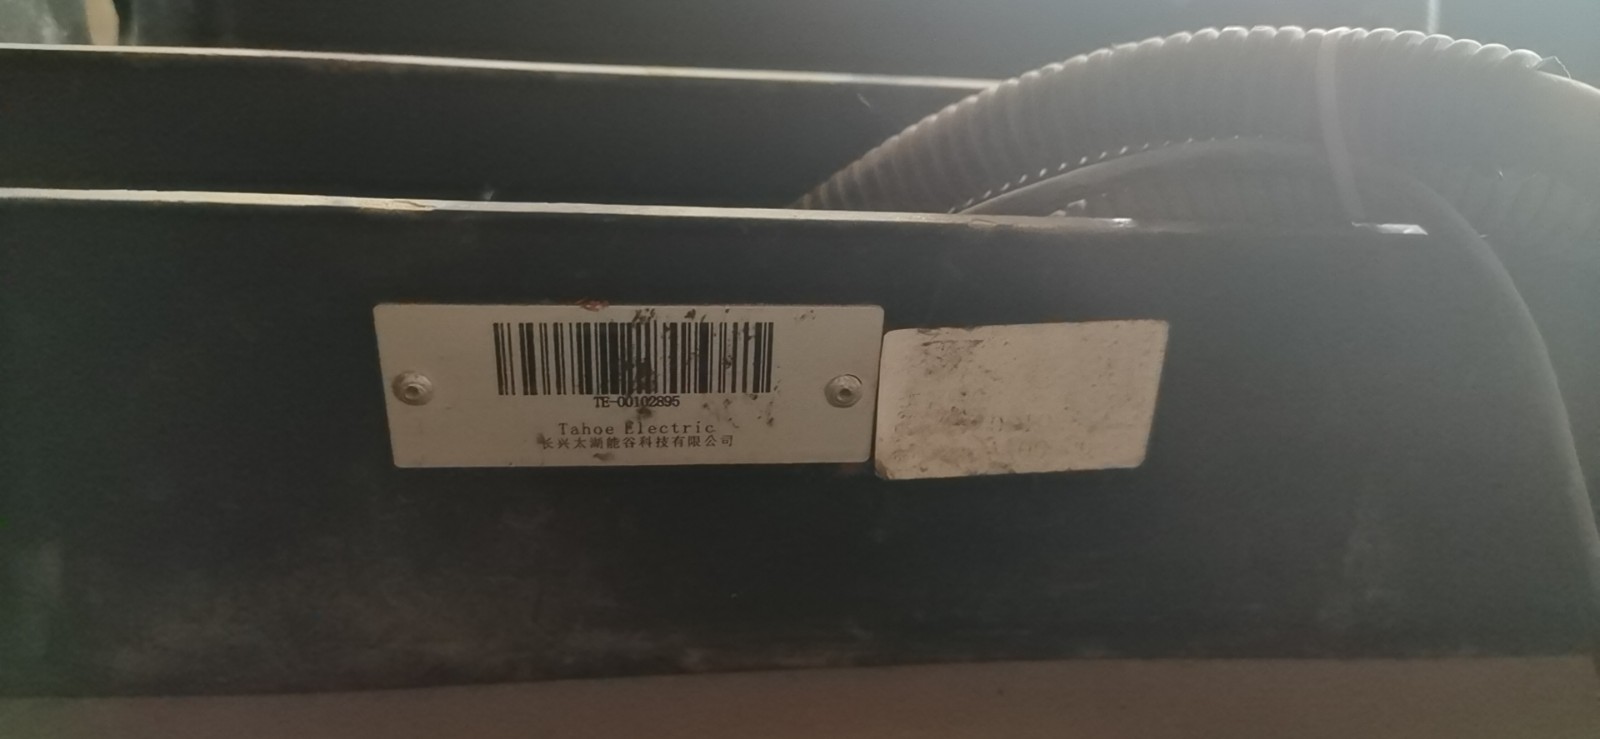 TE-00102895
Tahoe Electric
长兴太湖能谷科技有限公司